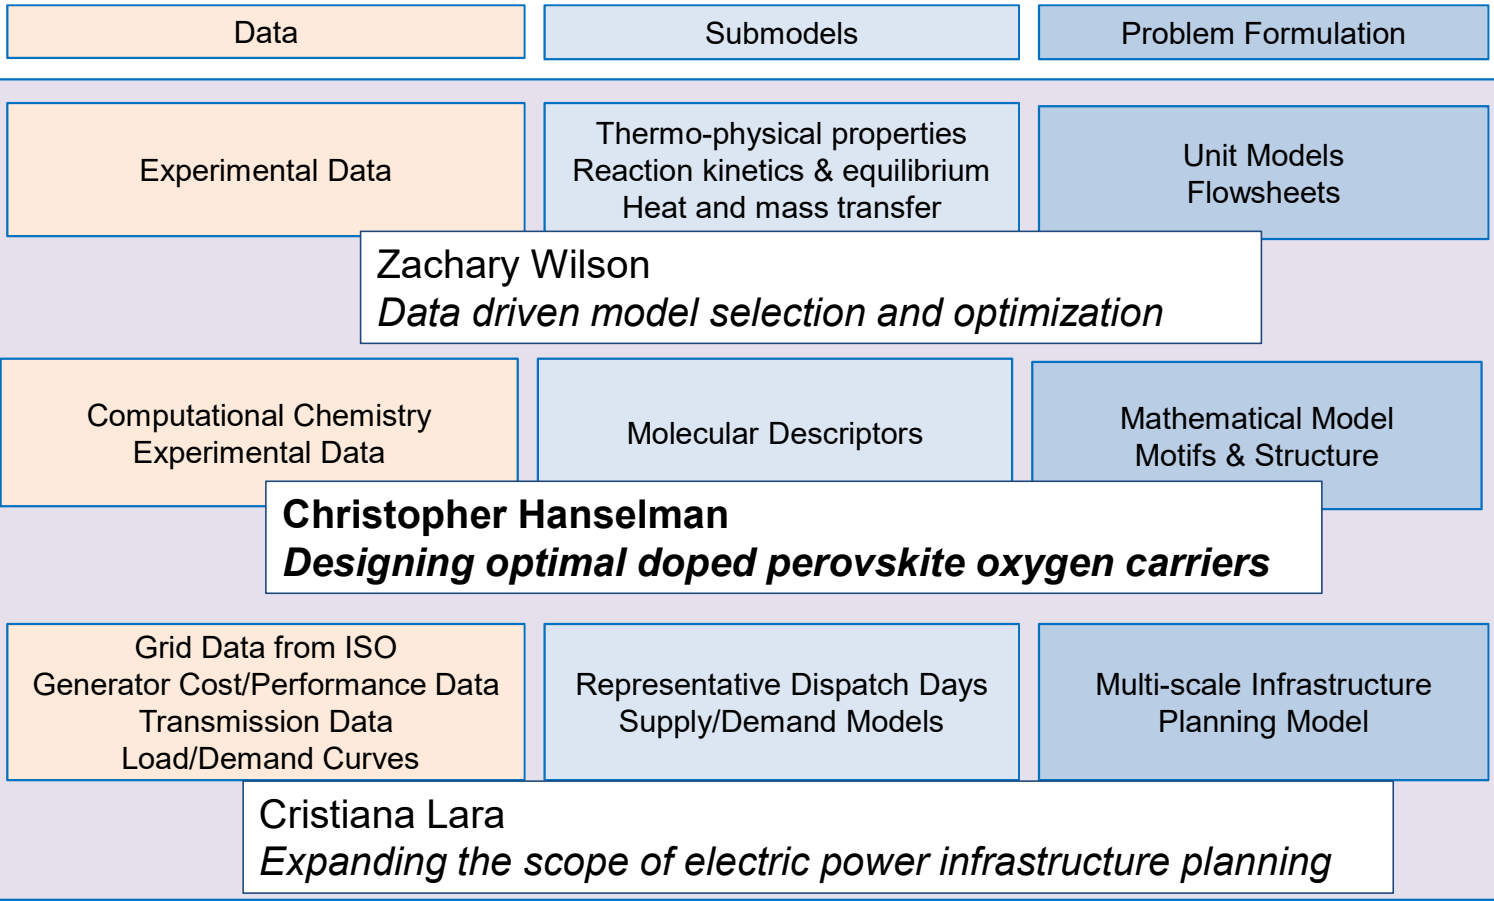 Data
Submodels
Problem Formulation
Experimental Data
Thermo-physical properties
Reaction kinetics & equilibrium
Heat and mass transfer
Unit Models
Flowsheets
Zachary Wilson
Data driven model selection and optimization
Computational Chemistry
Experimental Data
Molecular Descriptors
Mathematical Model
Motifs & Structure
Christopher Hanselman
Designing optimal doped perovskite oxygen carriers
Grid Data from ISO
Generator Cost/Performance Data
Transmission Data
Load/Demand Curves
Representative Dispatch Days
Supply/Demand Models
Multi-scale Infrastructure
Planning Model
Cristiana Lara
Expanding the scope of electric power infrastructure planning